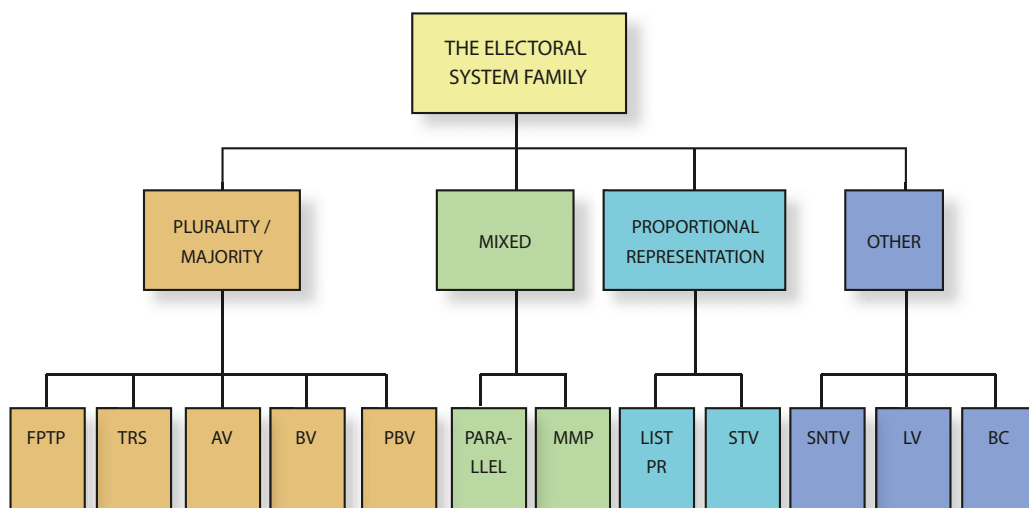 THE ELECTORAL
SYSTEM FAMILY
PLURALITY /
MAJORITY
MIXED
PROPORTIONAL
REPRESENTATION
OTHER
FPTP
TRS
AV
BV
PBV
PARA-
LLEL
MMP
LIST
PR
STV
SNTV
LV
BC